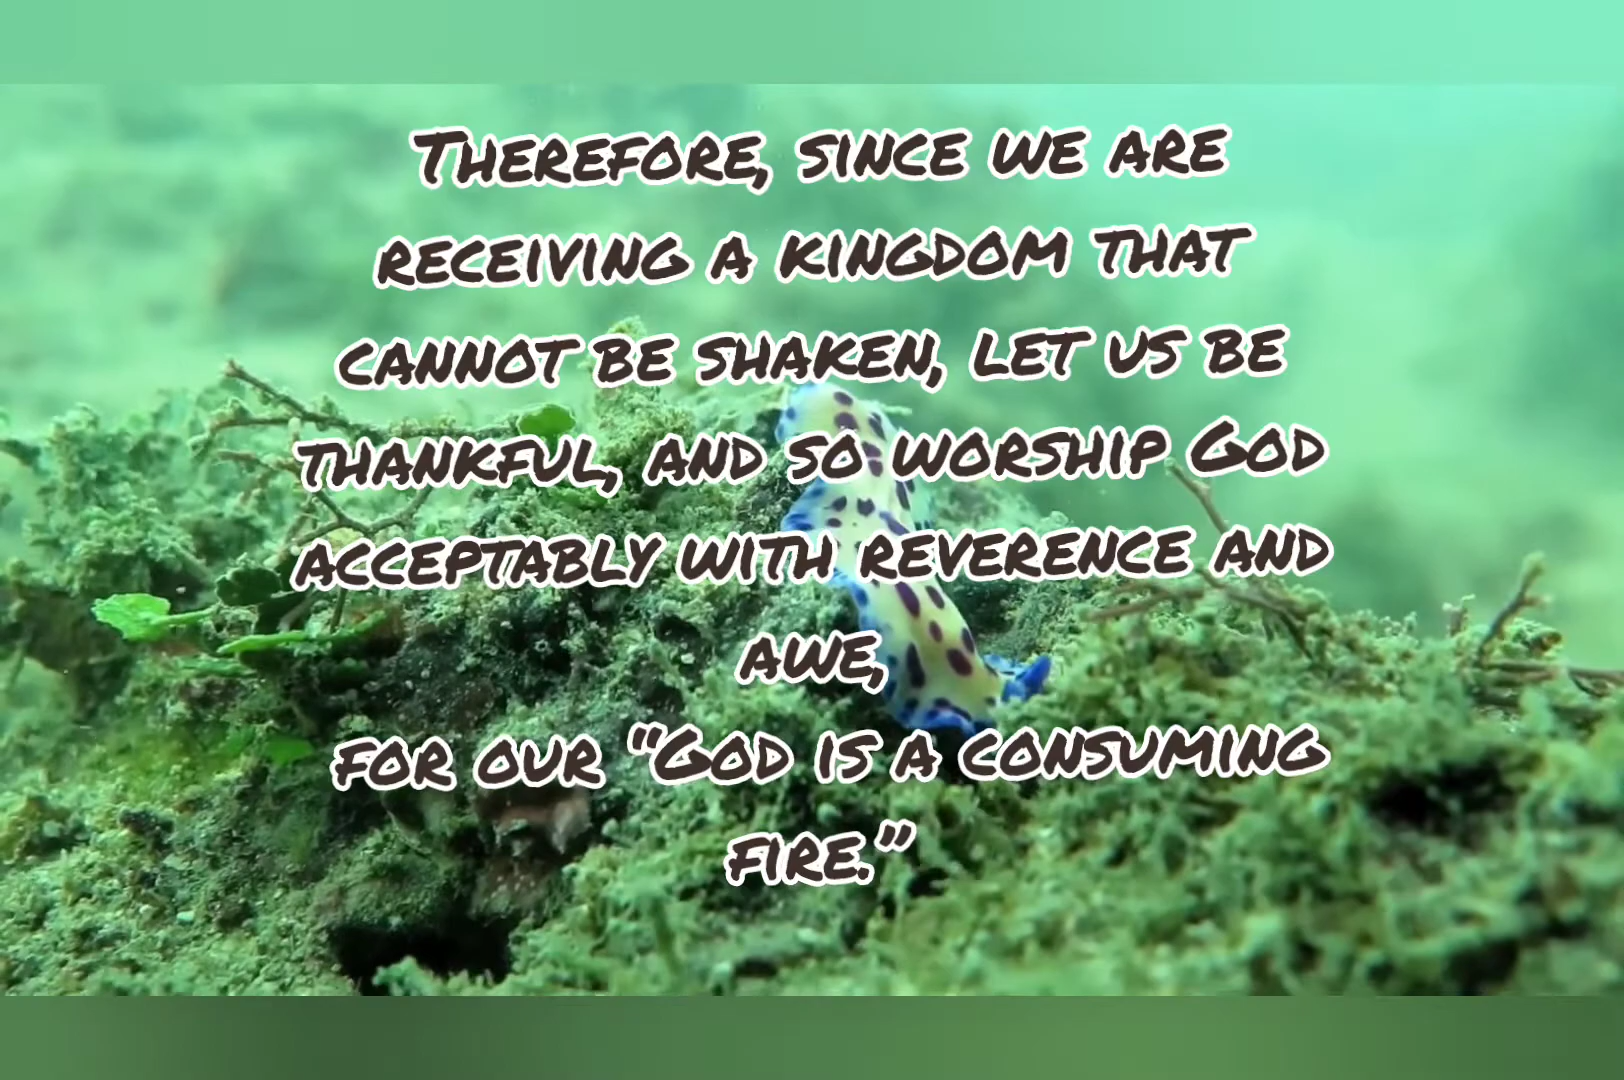 Therefore, since we are
receiving a kingdom that
cannot be shaken, let us be
thankful, and so worship God
acceptably with reverence and
awe,
for our “God is a consuming
fire.”